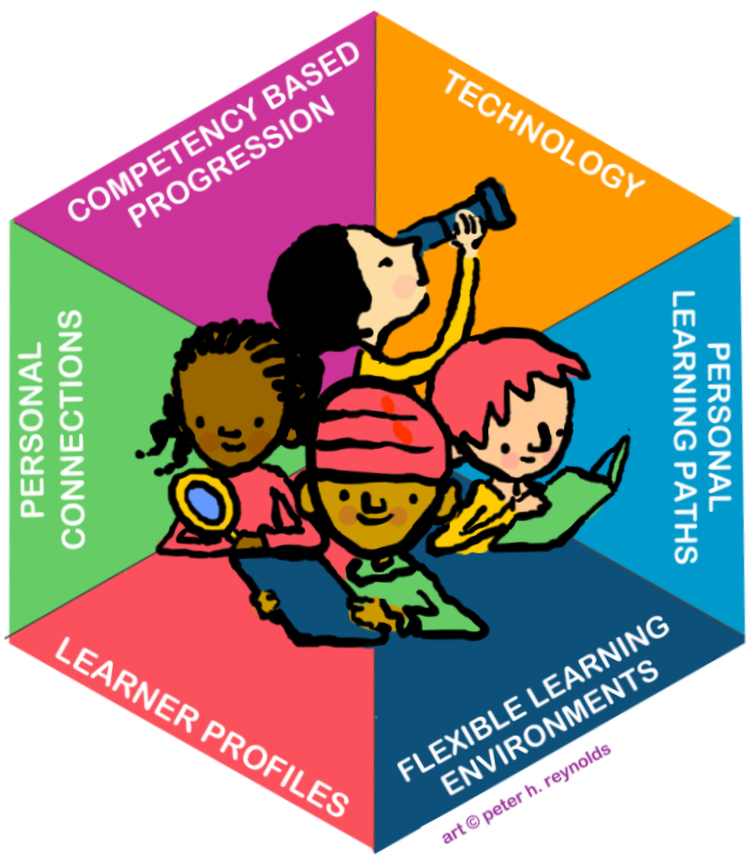 COMPETENCY BASED
PROGRESSION
TECHNOLOGY
PERSONAL
LEARNING PATHS
FLEXIBLE LEARNING
ENVIRONMENTS
LEARNER PROFILES
PERSONAL
CONNECTIONS
art © peter h. reynolds